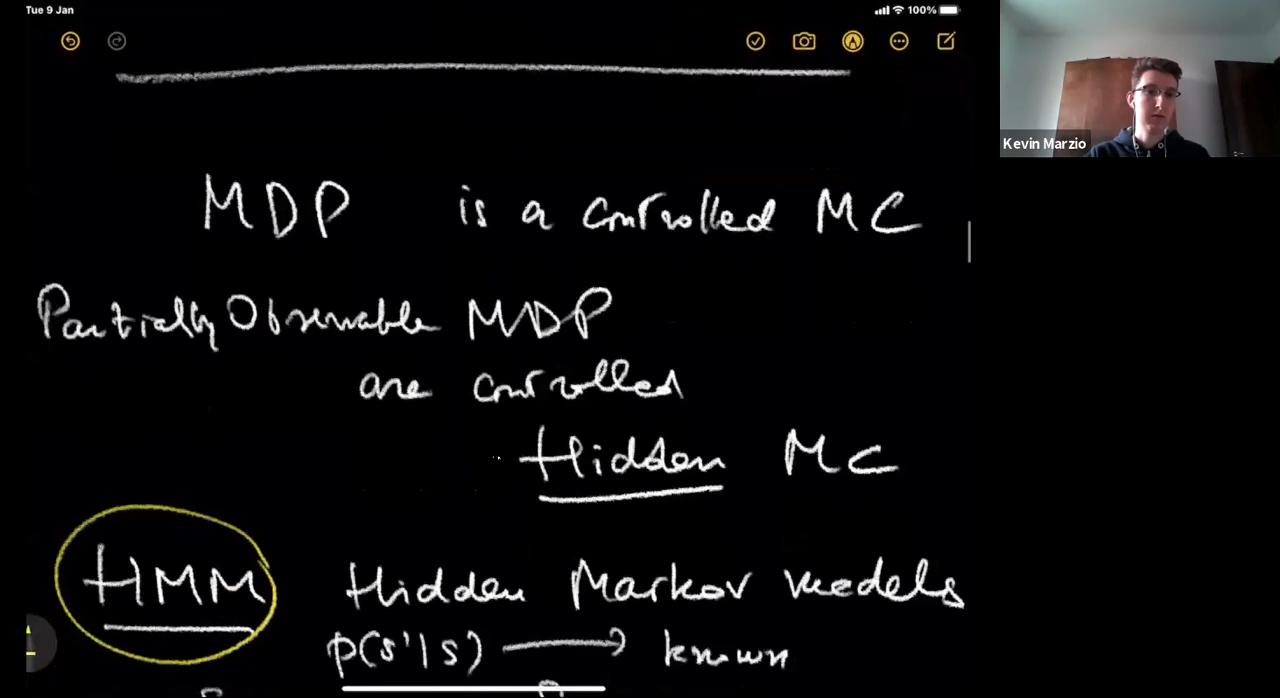 Tue 9 Jan
100%
Kevin Marzio
MDP is a controlled MC
Partially Observable MDP
are controlled
Hidden MC
HMM Hidden Markov models
p(s'|s) → known